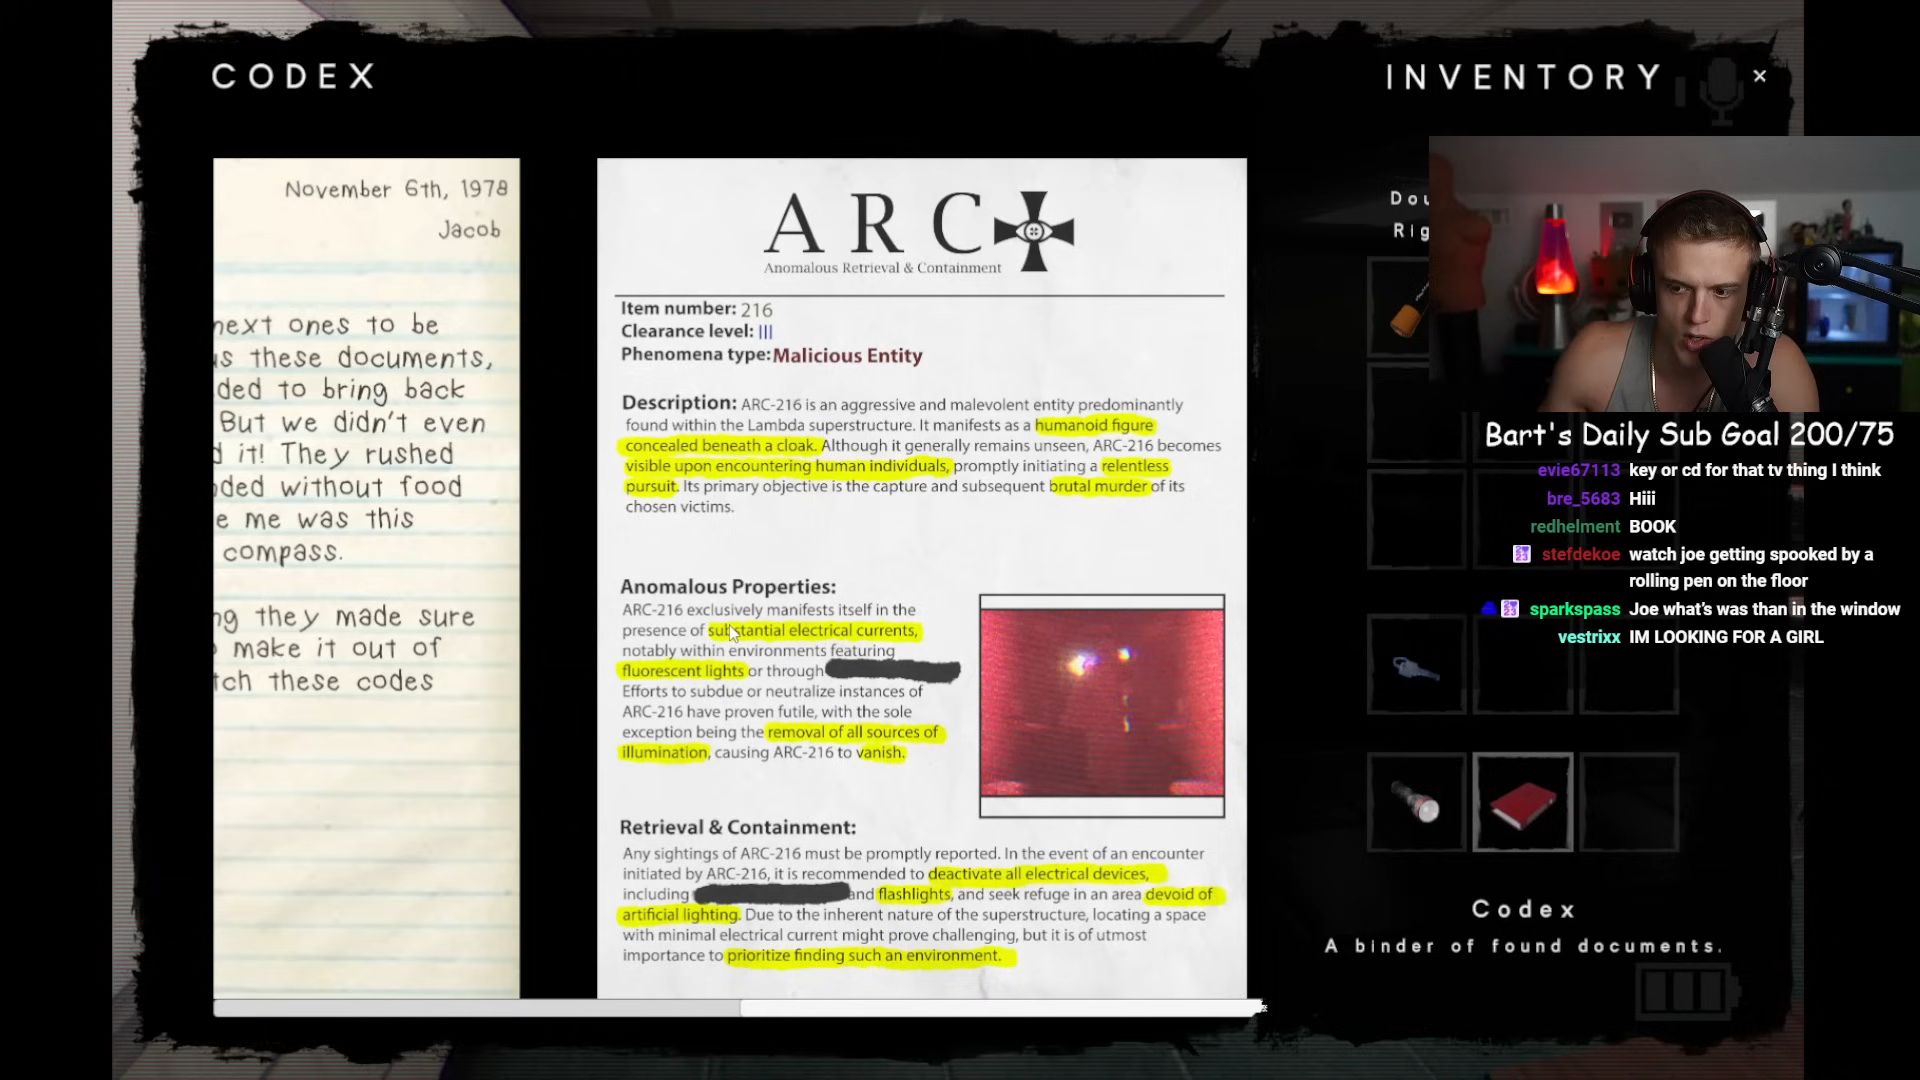 CODEX
INVENTORY
×
November 6th, 1978
Jacob
next ones to be
us these documents,
ded to bring back
But we didn't even
d it! They rushed
ded without food
e me was this
compass.
ng they made sure
make it out of
tch these codes
ARC
Anomalous Retrieval & Containment
Item number: 216
Clearance level: III
Phenomena type: Malicious Entity
Description: ARC-216 is an aggressive and malevolent entity predominantly
found within the Lambda superstructure. It manifests as a humanoid figure
concealed beneath a cloak. Although it generally remains unseen, ARC-216 becomes
visible upon encountering human individuals, promptly initiating a relentless
pursuit. Its primary objective is the capture and subsequent brutal murder of its
chosen victims.
Anomalous Properties:
ARC-216 exclusively manifests itself in the
presence of substantial electrical currents,
notably within environments featuring
fluorescent lights or through
Efforts to subdue or neutralize instances of
ARC-216 have proven futile, with the sole
exception being the removal of all sources of
illumination, causing ARC-216 to vanish.
Retrieval & Containment:
Any sightings of ARC-216 must be promptly reported. In the event of an encounter
initiated by ARC-216, it is recommended to deactivate all electrical devices,
including and flashlights, and seek refuge in an area devoid of
artificial lighting. Due to the inherent nature of the superstructure, locating a space
with minimal electrical current might prove challenging, but it is of utmost
importance to prioritize finding such an environment.
Dou
Rig
Bart's Daily Sub Goal 200/75
evie67113 key or cd for that tv thing I think
bre_5683 Hiii
redhelment BOOK
stefdekoe watch joe getting spooked by a
rolling pen on the floor
sparkspass Joe what's was than in the window
vestrixx IM LOOKING FOR A GIRL
Codex
A binder of found documents.